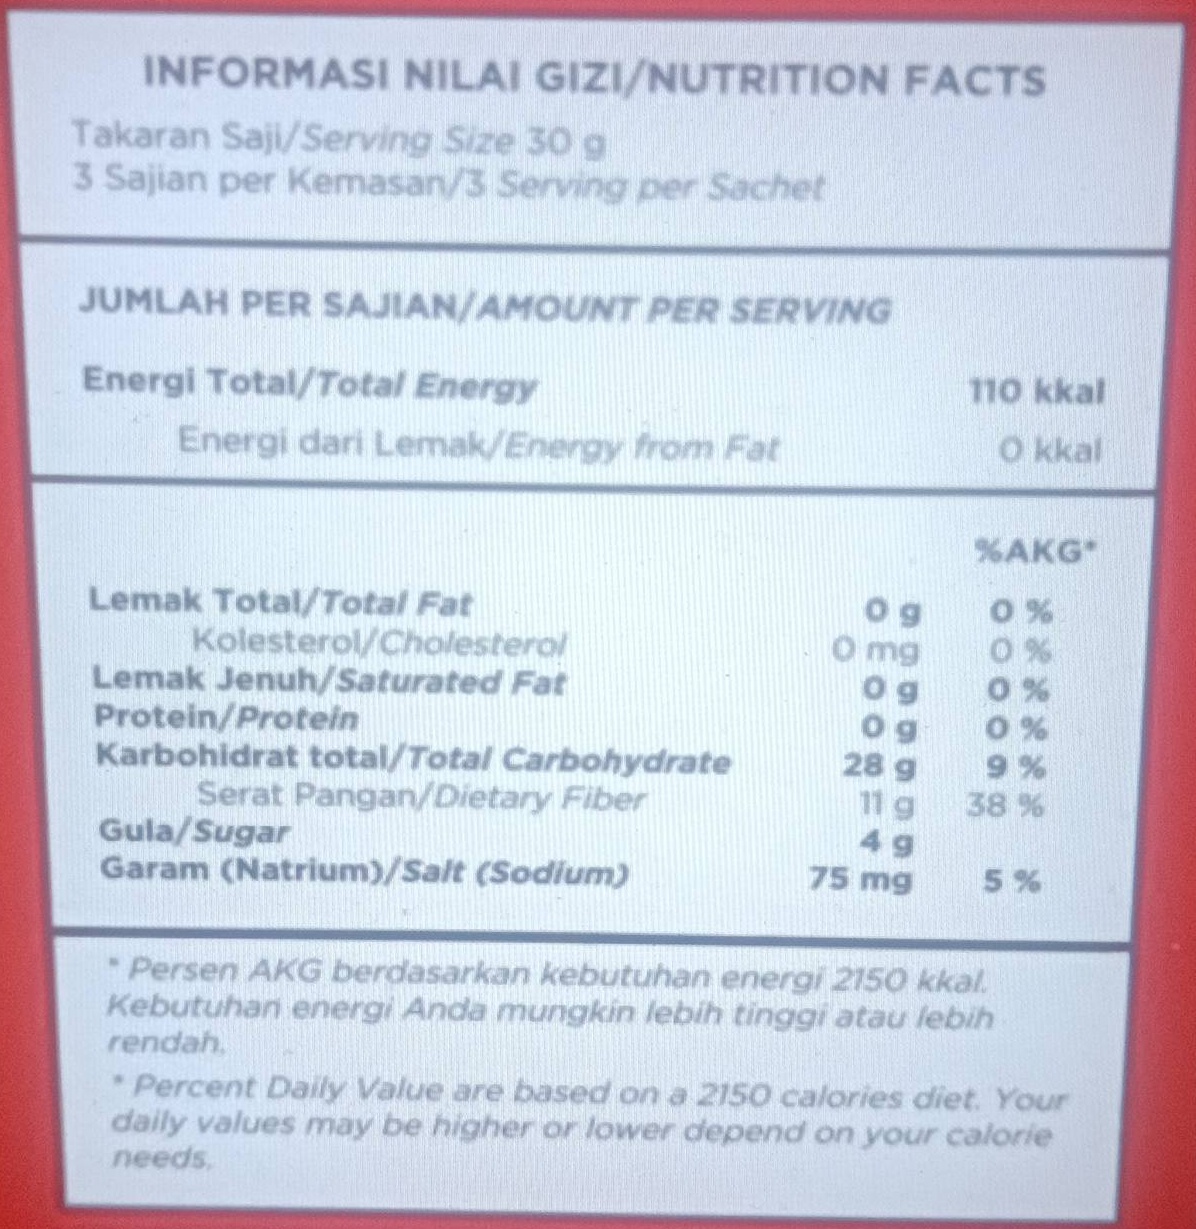 INFORMASI NILAI GIZI/NUTRITION FACTS
Takaran Saji/Serving Size 30 g
3 Sajian per Kemasan/3 Serving per Sachet
JUMLAH PER SAJIAN/AMOUNT PER SERVING
Energi Total/Total Energy 110 kkal
Energi dari Lemak/Energy from Fat 0 kkal
%AKG*
Lemak Total/Total Fat 0 g 0 %
Kolesterol/Cholesterol 0 mg 0 %
Lemak Jenuh/Saturated Fat 0 g 0 %
Protein/Protein 0 g 0 %
Karbohidrat total/Total Carbohydrate 28 g 9 %
Serat Pangan/Dietary Fiber 11 g 38 %
Gula/Sugar 4 g
Garam (Natrium)/Salt (Sodium) 75 mg 5 %
* Persen AKG berdasarkan kebutuhan energi 2150 kkal.
Kebutuhan energi Anda mungkin lebih tinggi atau lebih
rendah.
* Percent Daily Value are based on a 2150 calories diet. Your
daily values may be higher or lower depend on your calorie
needs.